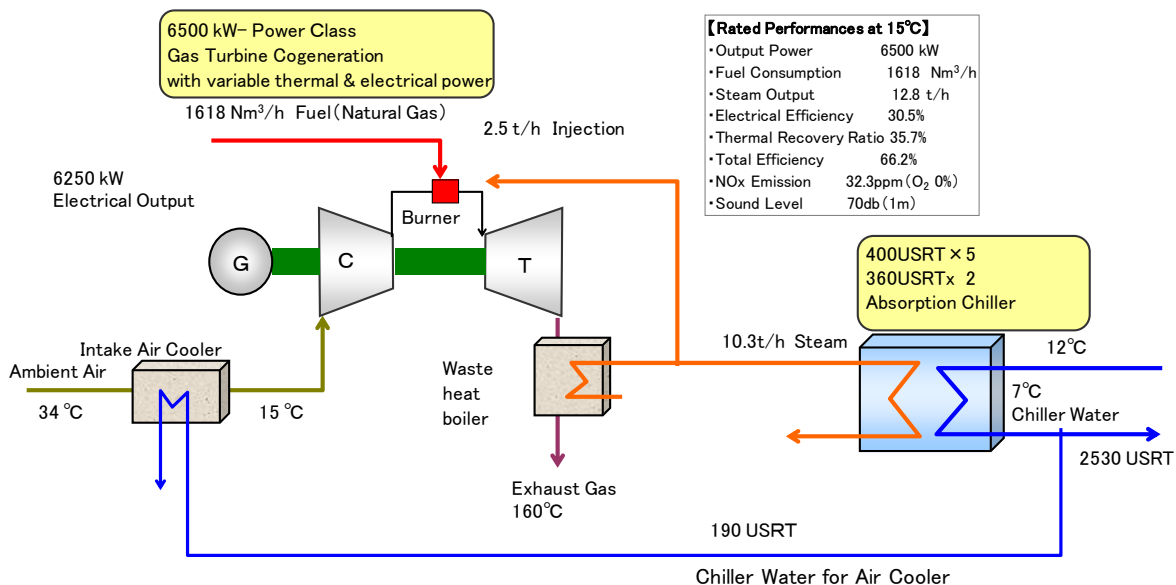 6500 kW- Power Class
Gas Turbine Cogeneration
with variable thermal & electrical power
1618 Nm³/h Fuel(Natural Gas)
2.5 t/h Injection
6250 kW
Electrical Output
Burner
G
C
T
【Rated Performances at 15℃】
・Output Power 6500 kW
・Fuel Consumption 1618 Nm³/h
・Steam Output 12.8 t/h
・Electrical Efficiency 30.5%
・Thermal Recovery Ratio 35.7%
・Total Efficiency 66.2%
・NOx Emission 32.3ppm(O₂ 0%)
・Sound Level 70db(1m)
400USRT×5
360USRTx 2
Absorption Chiller
Intake Air Cooler
Ambient Air
34 ℃
15 ℃
Waste
heat
boiler
10.3t/h Steam
12℃
7℃
Chiller Water
2530 USRT
Exhaust Gas
160℃
190 USRT
Chiller Water for Air Cooler